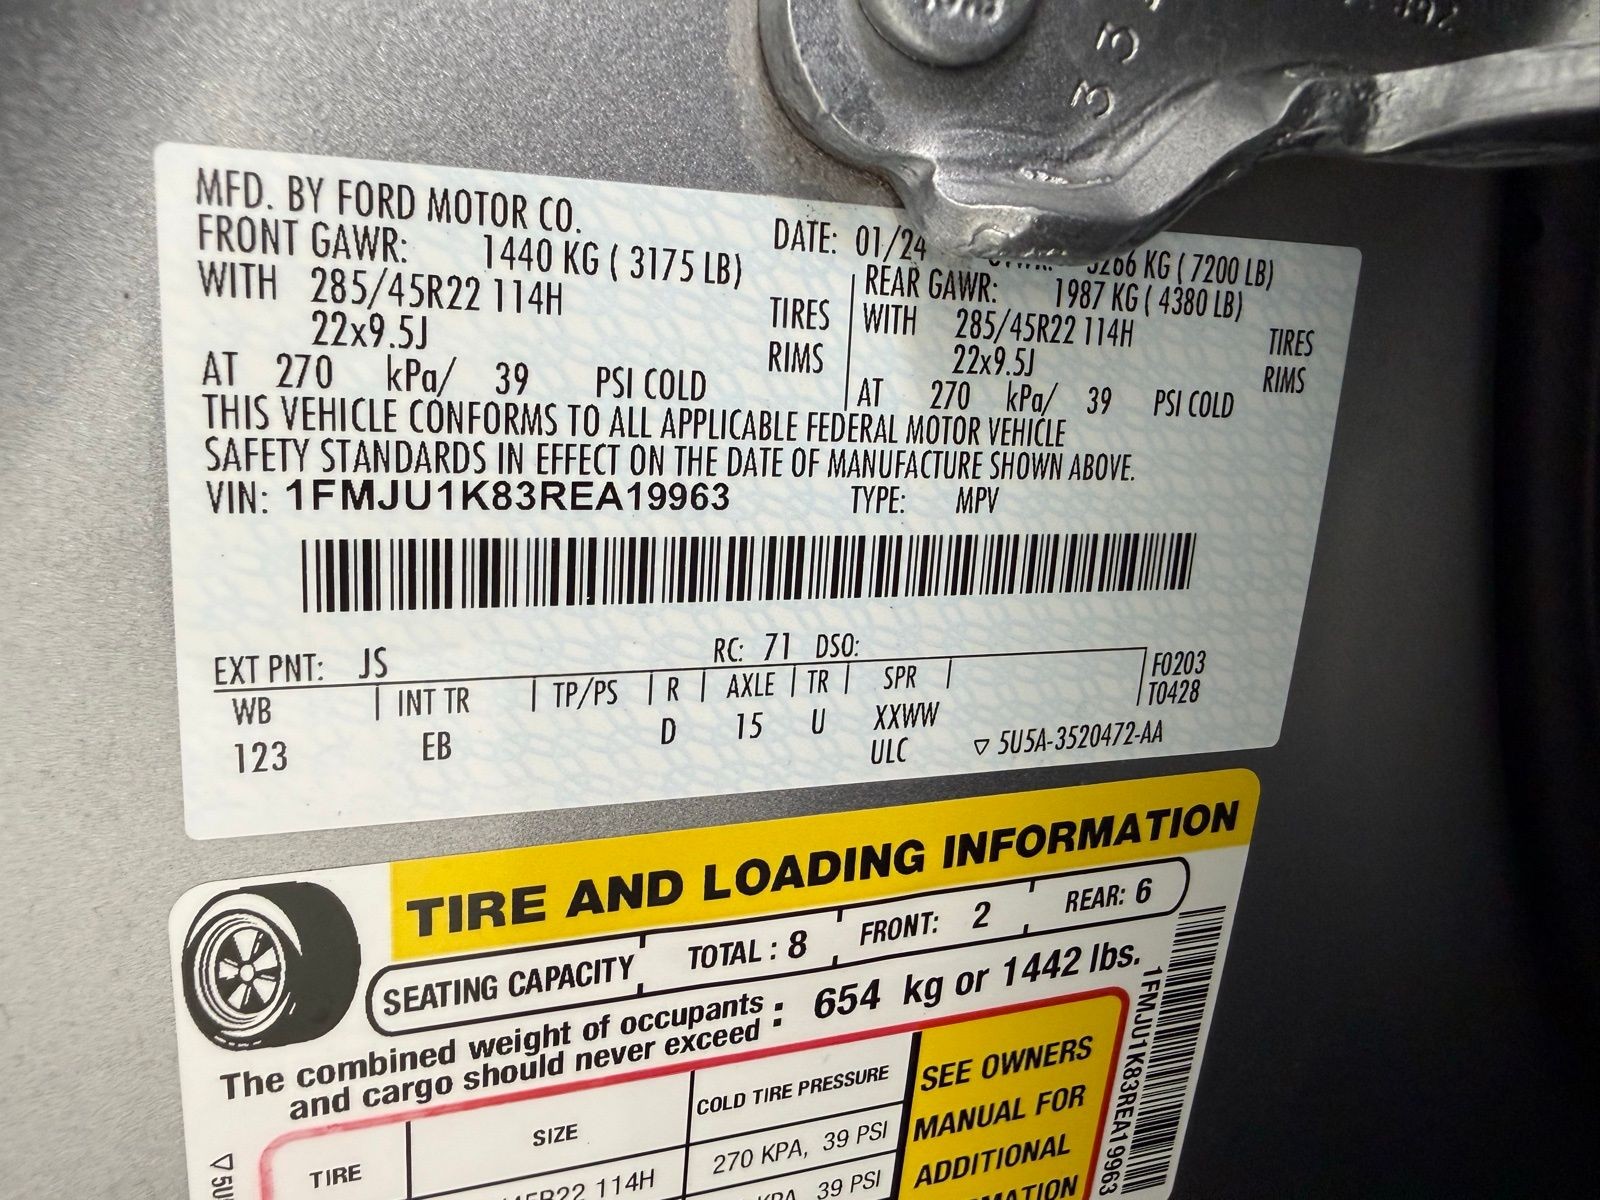 33
MFD. BY FORD MOTOR CO.
DATE: 01/24
FRONT GAWR: 1440 KG ( 3175 LB)
3266 KG ( 7200 LB)
WITH 285/45R22 114H TIRES
22x9.5J RIMS
AT 270 kPa/ 39 PSI COLD
REAR GAWR: 1987 KG ( 4380 LB)
WITH 285/45R22 114H TIRES
22x9.5J RIMS
AT 270 kPa/ 39 PSI COLD
THIS VEHICLE CONFORMS TO ALL APPLICABLE FEDERAL MOTOR VEHICLE
SAFETY STANDARDS IN EFFECT ON THE DATE OF MANUFACTURE SHOWN ABOVE.
VIN: 1FMJU1K83REA19963 TYPE: MPV
EXT PNT: JS RC: 71 DSO:
WB INT TR TP/PS R AXLE TR SPR
F0203
T0428
123 EB D 15 U XXWW
ULC ▽ 5U5A-3520472-AA
TIRE AND LOADING INFORMATION
SEATING CAPACITY TOTAL : 8 FRONT: 2 REAR: 6
The combined weight of occupants
and cargo should never exceed : 654 kg or 1442 lbs.
TIRE SIZE COLD TIRE PRESSURE
114H 270 KPA, 39 PSI
39 PSI
SEE OWNERS
MANUAL FOR
ADDITIONAL
1FMJU1K83REA19963